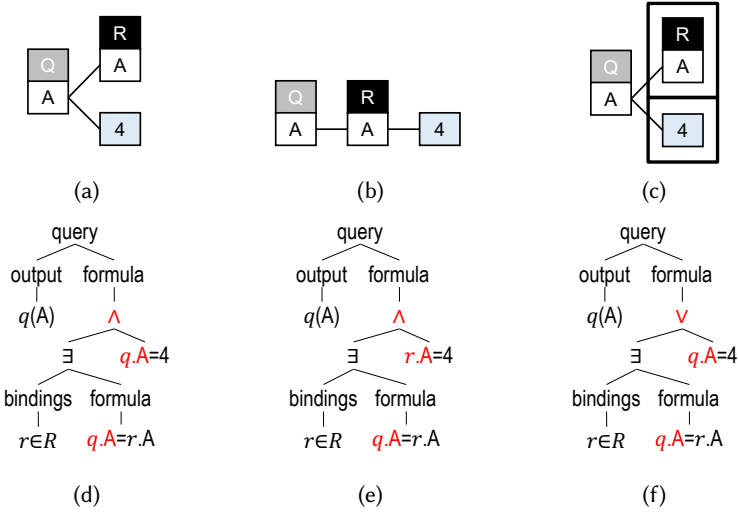 R
Q
A
A
4
(a)
Q
R
A
A
4
(b)
R
Q
A
A
4
(c)
query
output formula
q(A) ∧
∃ q.A=4
bindings formula
r∈R q.A=r.A
(d)
query
output formula
q(A) ∧
∃ r.A=4
bindings formula
r∈R q.A=r.A
(e)
query
output formula
q(A) ∨
∃ q.A=4
bindings formula
r∈R q.A=r.A
(f)